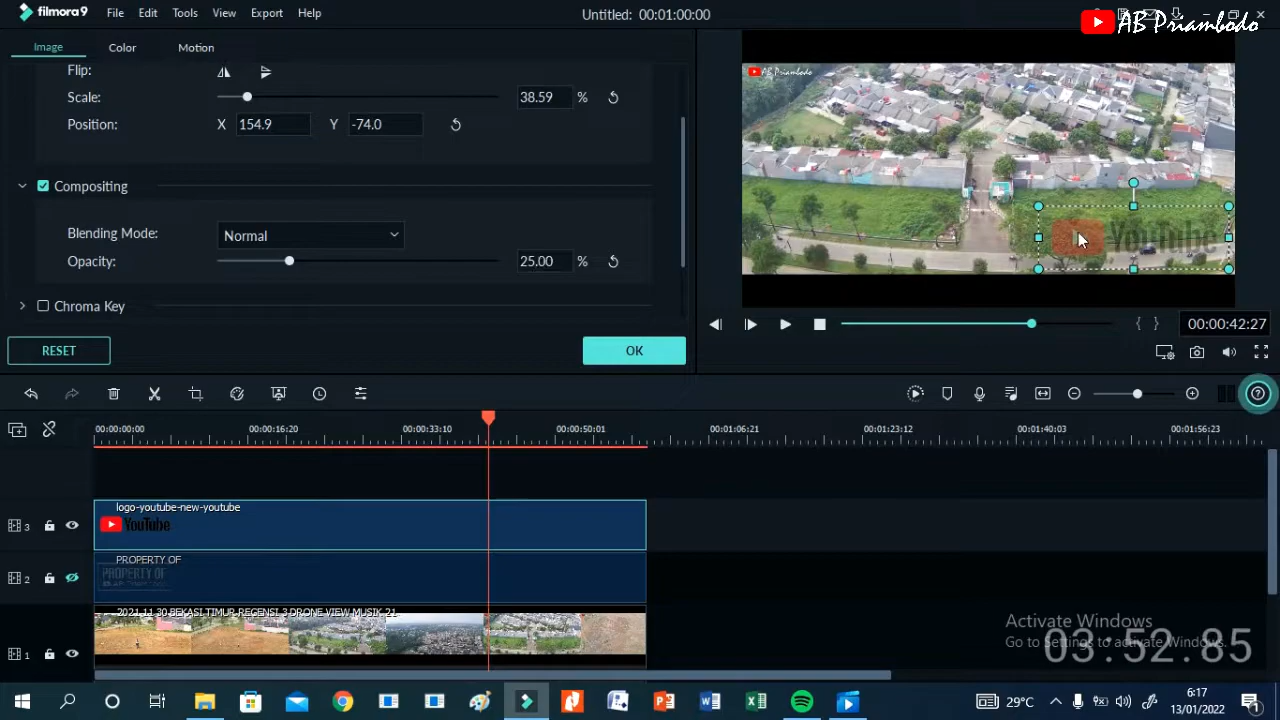 filmora9 File Edit Tools View Export Help Untitled: 00:01:00:00
AB Priambodo
Image Color Motion
Flip:
Scale: 38.59 %
Position: X 154.9 Y -74.0
Compositing
Blending Mode: Normal
Opacity: 25.00 %
Chroma Key
RESET OK
AB Priambodo
YouTube
00:00:42:27
00:00:00:00 00:00:16:20 00:00:33:10 00:00:50:01 00:01:06:21 00:01:23:12 00:01:40:03 00:01:56:23
logo-youtube-new-youtube
YouTube
3
PROPERTY OF
PROPERTY OF
2
2021 11 30 BEKASI TIMUR REGENSI 3 DRONE VIEW MUSIK 21
1
Activate Windows
Go to Settings to activate Windows.
03:52.85
29°C
6:17
13/01/2022
1